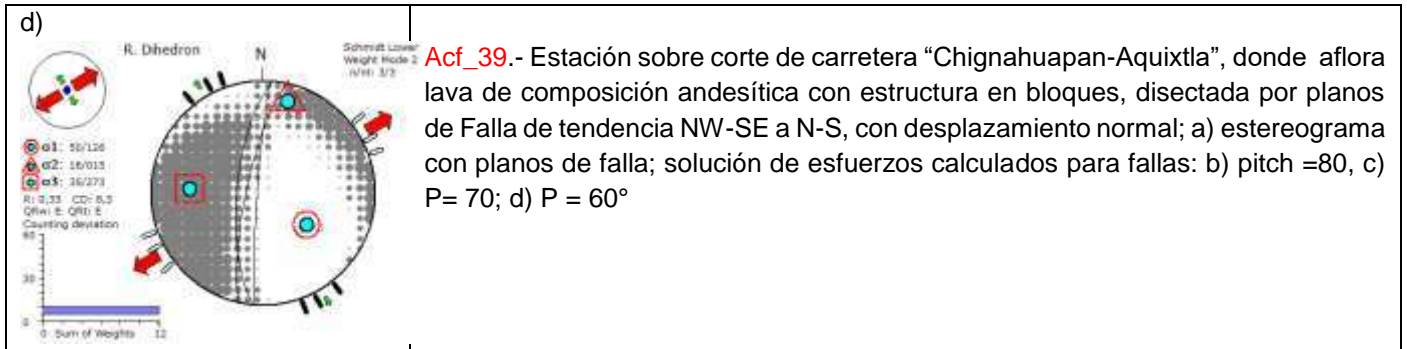 d)
R. Dihedron
N
Schmidt Lower
Weight Mode 2
n/nt: 3/3
σ1: 50/126
σ2: 16/015
σ3: 36/273
R: 0,33 CD: 8,3
QRw: E QRt: E
Counting deviation
60
30
0
0 Sum of Weights 12
Acf_39.- Estación sobre corte de carretera “Chignahuapan-Aquixtla”, donde aflora
lava de composición andesítica con estructura en bloques, disectada por planos
de Falla de tendencia NW-SE a N-S, con desplazamiento normal; a) estereograma
con planos de falla; solución de esfuerzos calculados para fallas: b) pitch =80, c)
P= 70; d) P = 60°